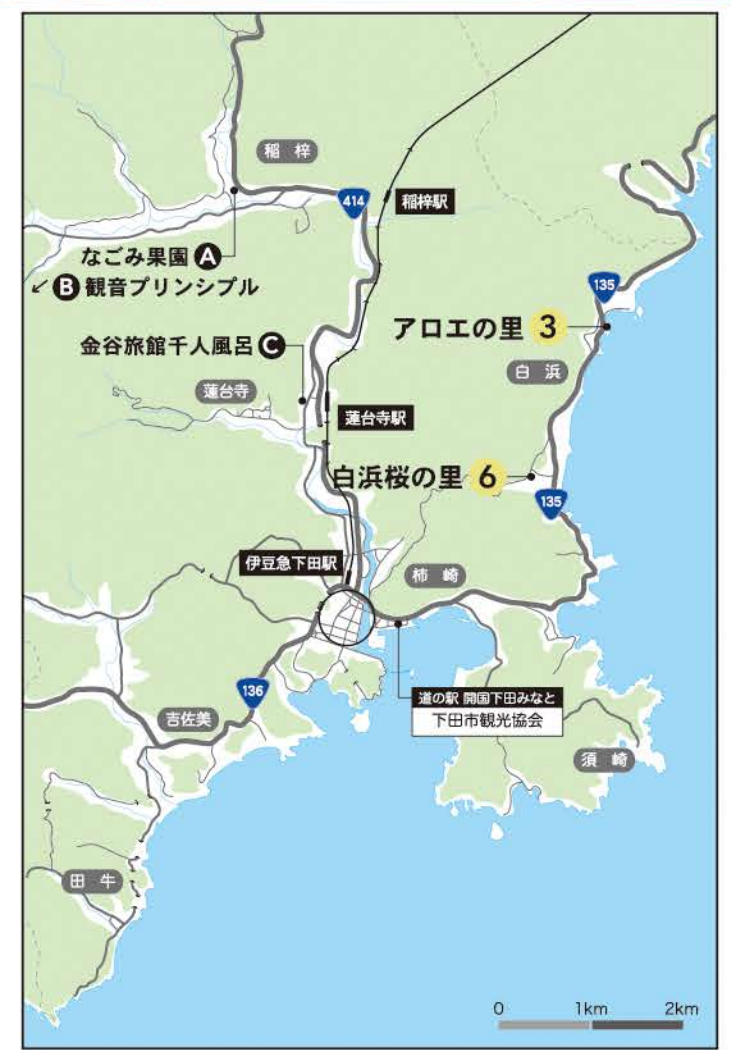 稲梓
414
稲梓駅
なごみ果園 A
↙ B 観音プリンシプル
135
アロエの里 3
金谷旅館千人風呂 C
白浜
蓮台寺
蓮台寺駅
白浜桜の里 6
135
伊豆急下田駅
柿崎
136
道の駅 開国下田みなと
下田市観光協会
吉佐美
須崎
田牛
0 1km 2km